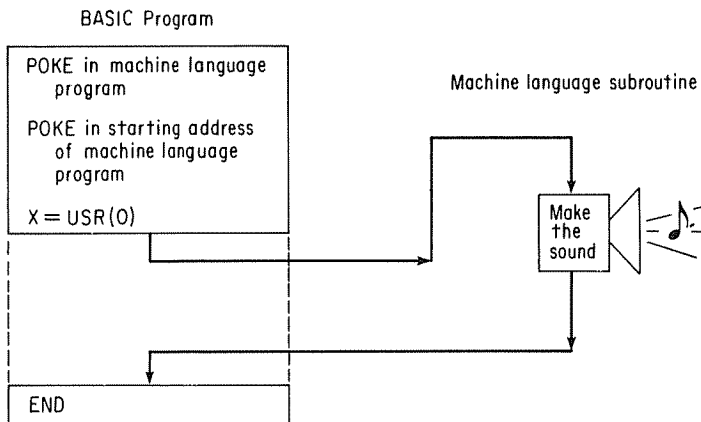 BASIC Program
POKE in machine language
program
POKE in starting address
of machine language
program
X = USR(0)
Machine language subroutine
Make
the
sound
END